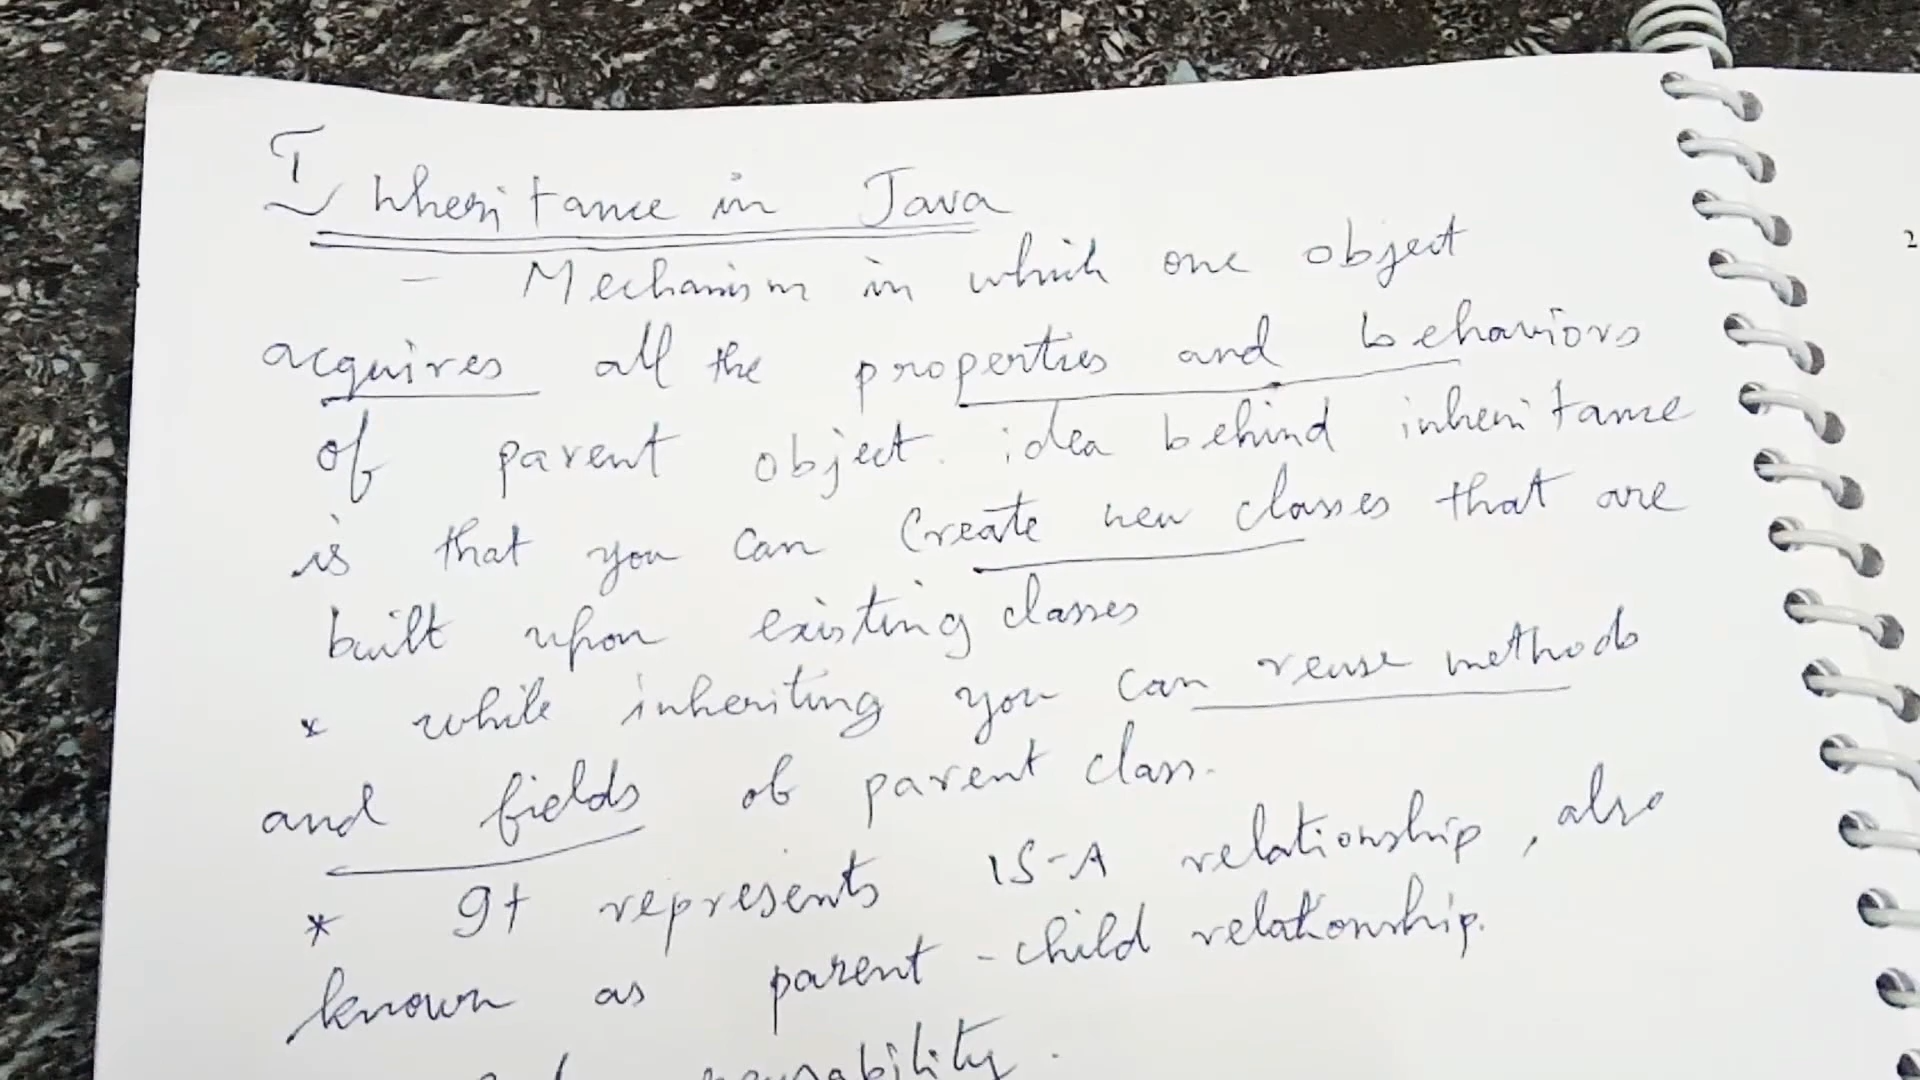 Inheritance in Java
- Mechanism in which one object
acquires all the properties and behaviors
of parent object. idea behind inheritance
is that you can Create new classes that are
built upon existing classes
* while inheriting you can reuse methods
and fields of parent class.
* It represents IS-A relationship, also
known as parent-child relationship.
reusability.
2